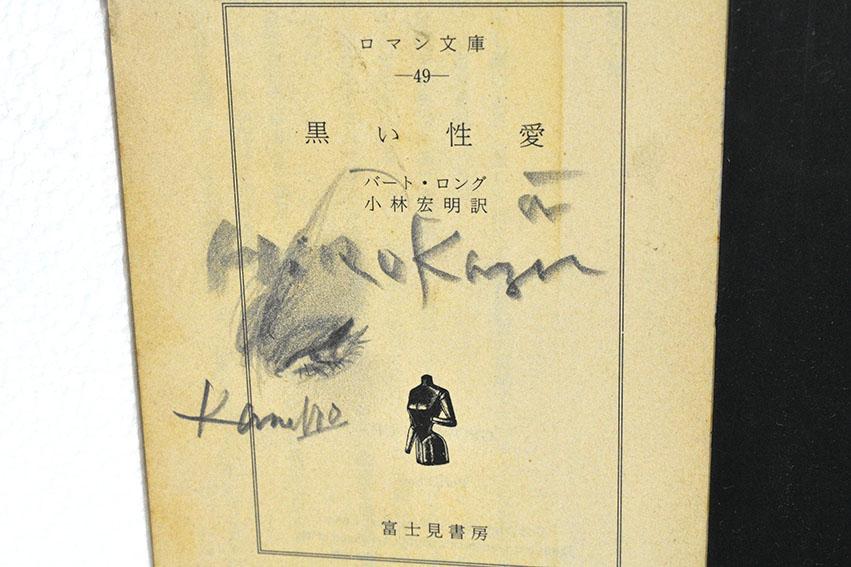 ロマン文庫
—49—
黒い性愛
バート・ロング
小林宏明訳
HiroKazu
Kaneko
富士見書房